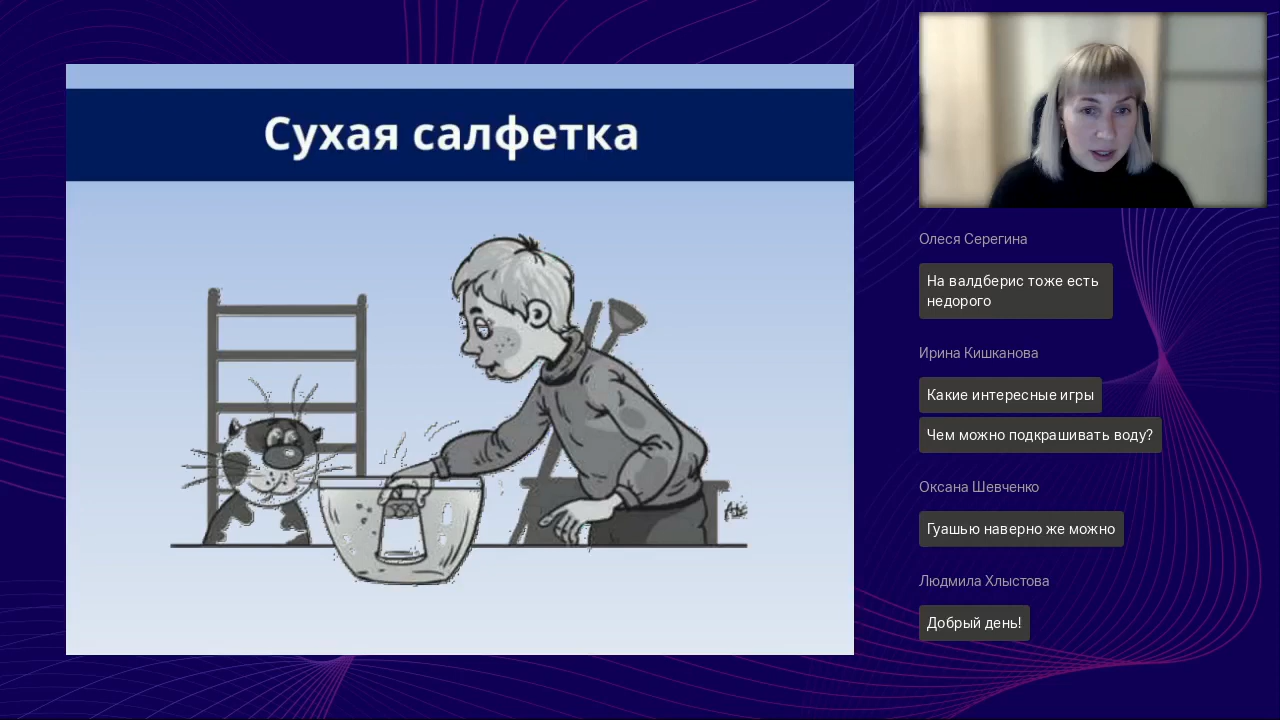 Сухая салфетка
Олеся Серегина
На валдберис тоже есть
недорого
Ирина Кишканова
Какие интересные игры
Чем можно подкрашивать воду?
Оксана Шевченко
Гуашью наверно же можно
Людмила Хлыстова
Добрый день!